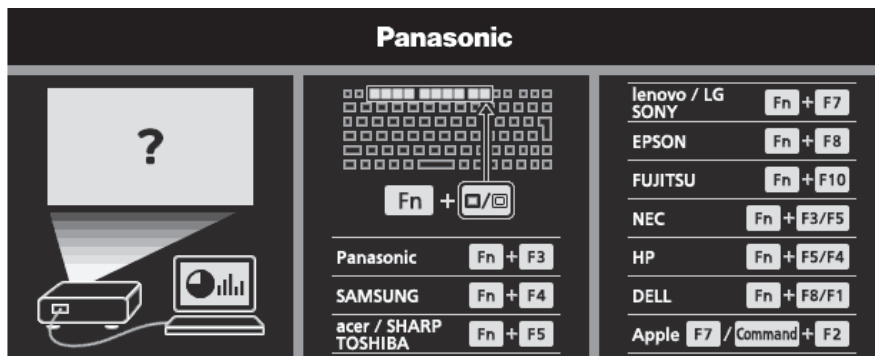 Panasonic
?
Fn + □/▣
Panasonic Fn + F3
SAMSUNG Fn + F4
acer / SHARP
TOSHIBA Fn + F5
lenovo / LG
SONY Fn + F7
EPSON Fn + F8
FUJITSU Fn + F10
NEC Fn + F3/F5
HP Fn + F5/F4
DELL Fn + F8/F1
Apple F7 / Command + F2